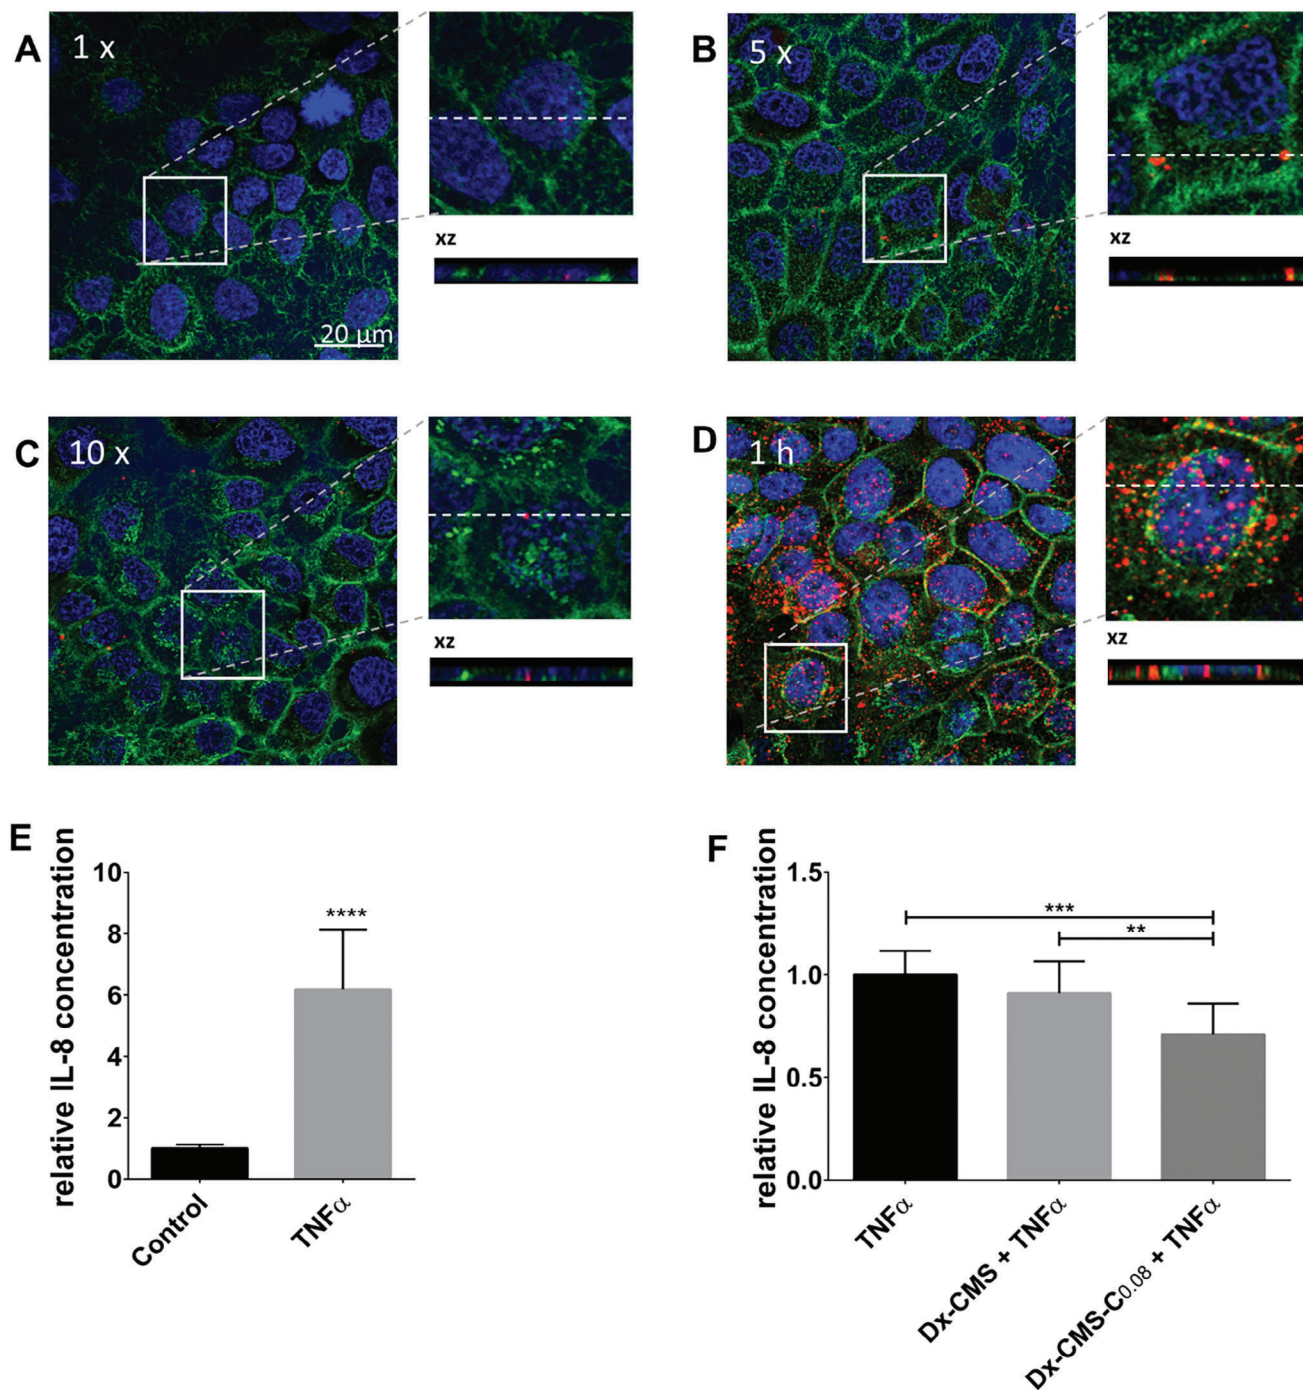 A
1 x
20 µm
xz
B
5 x
xz
C
10 x
xz
D
1 h
xz
E
relative IL-8 concentration
10
8
6
4
2
0
****
Control
TNFα
F
relative IL-8 concentration
1.5
1.0
0.5
0.0
***
**
TNFα
Dx-CMS + TNFα
Dx-CMS-C0.08 + TNFα